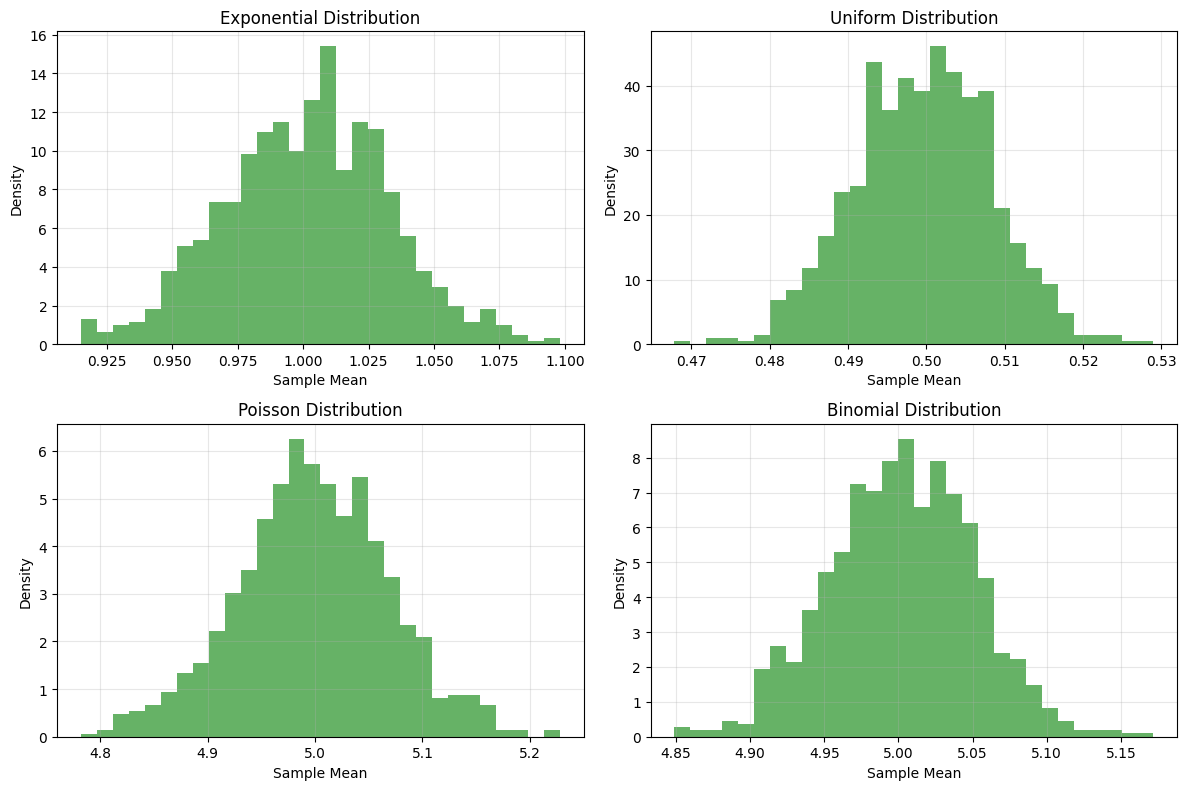 Exponential Distribution
16
14
12
10
8
6
4
2
0
Density
0.925 0.950 0.975 1.000 1.025 1.050 1.075 1.100
Sample Mean
Uniform Distribution
40
30
20
10
0
Density
0.47 0.48 0.49 0.50 0.51 0.52 0.53
Sample Mean
Poisson Distribution
6
5
4
3
2
1
0
Density
4.8 4.9 5.0 5.1 5.2
Sample Mean
Binomial Distribution
8
7
6
5
4
3
2
1
0
Density
4.85 4.90 4.95 5.00 5.05 5.10 5.15
Sample Mean